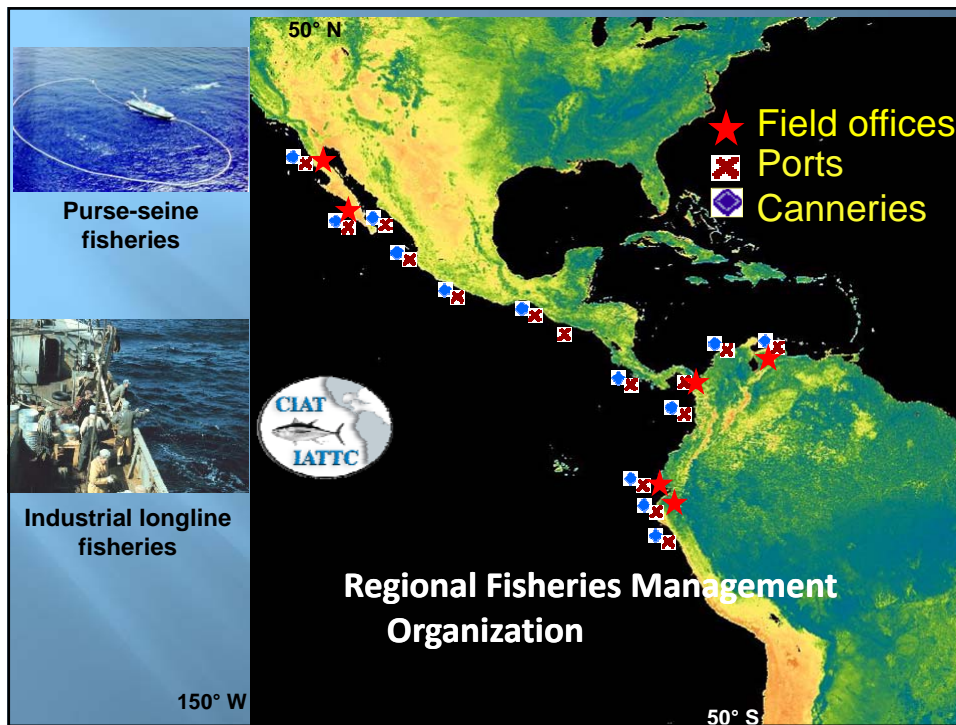 50° N
Field offices
Ports
Canneries
Purse-seine
fisheries
CIAT
IATTC
Industrial longline
fisheries
Regional Fisheries Management
Organization
150° W
50° S